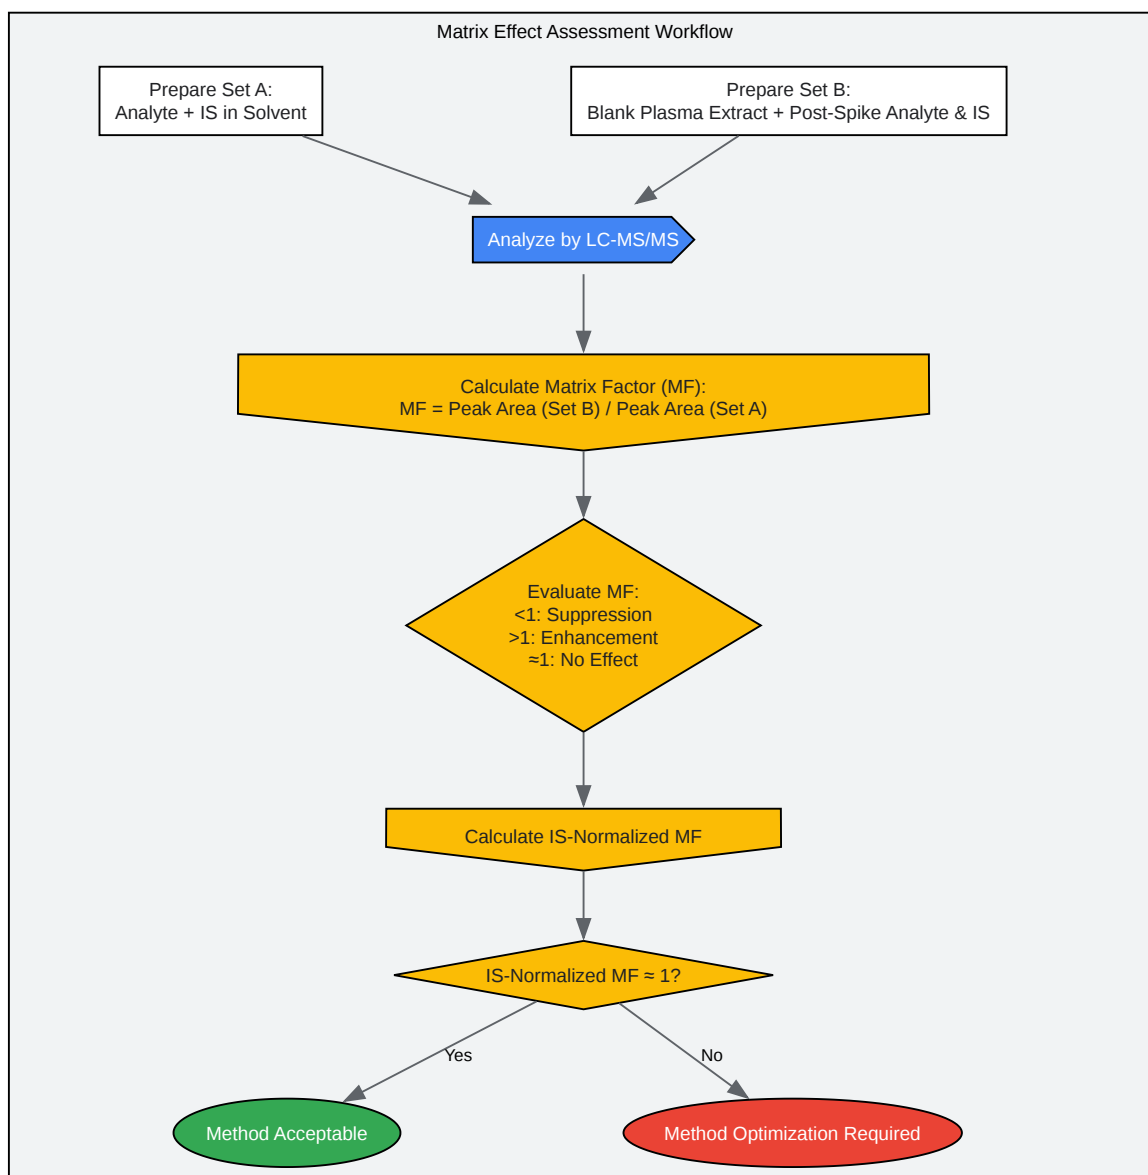 Matrix Effect Assessment Workflow
Prepare Set A:
Analyte + IS in Solvent
Prepare Set B:
Blank Plasma Extract + Post-Spike Analyte & IS
Analyze by LC-MS/MS
Calculate Matrix Factor (MF):
MF = Peak Area (Set B) / Peak Area (Set A)
Evaluate MF:
<1: Suppression
>1: Enhancement
≈1: No Effect
Calculate IS-Normalized MF
IS-Normalized MF ≈ 1?
Yes
No
Method Acceptable
Method Optimization Required